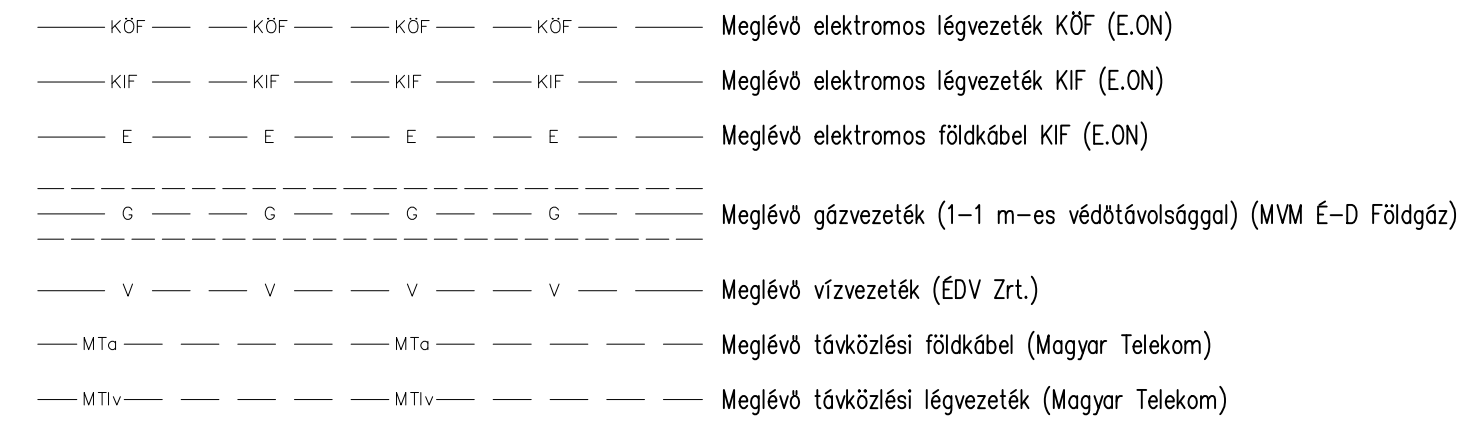 KÖF KÖF KÖF KÖF Meglévő elektromos légvezeték KÖF (E.ON)
KIF KIF KIF KIF Meglévő elektromos légvezeték KIF (E.ON)
E E E E Meglévő elektromos földkábel KIF (E.ON)
G G G G Meglévő gázvezeték (1-1 m-es védőtávolsággal) (MVM É-D Földgáz)
V V V V Meglévő vízvezeték (ÉDV Zrt.)
MTa MTa Meglévő távközlési földkábel (Magyar Telekom)
MTlv MTlv Meglévő távközlési légvezeték (Magyar Telekom)